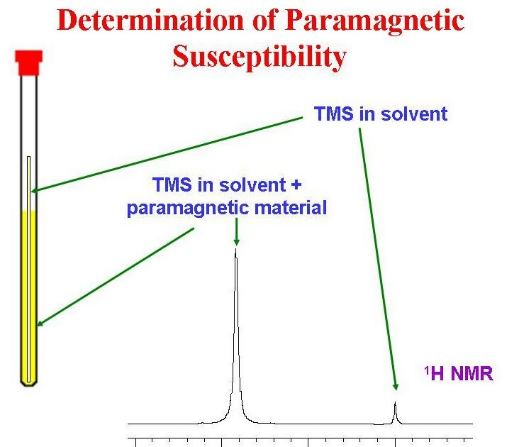 Determination of Paramagnetic
Susceptibility
TMS in solvent
TMS in solvent +
paramagnetic material
¹H NMR